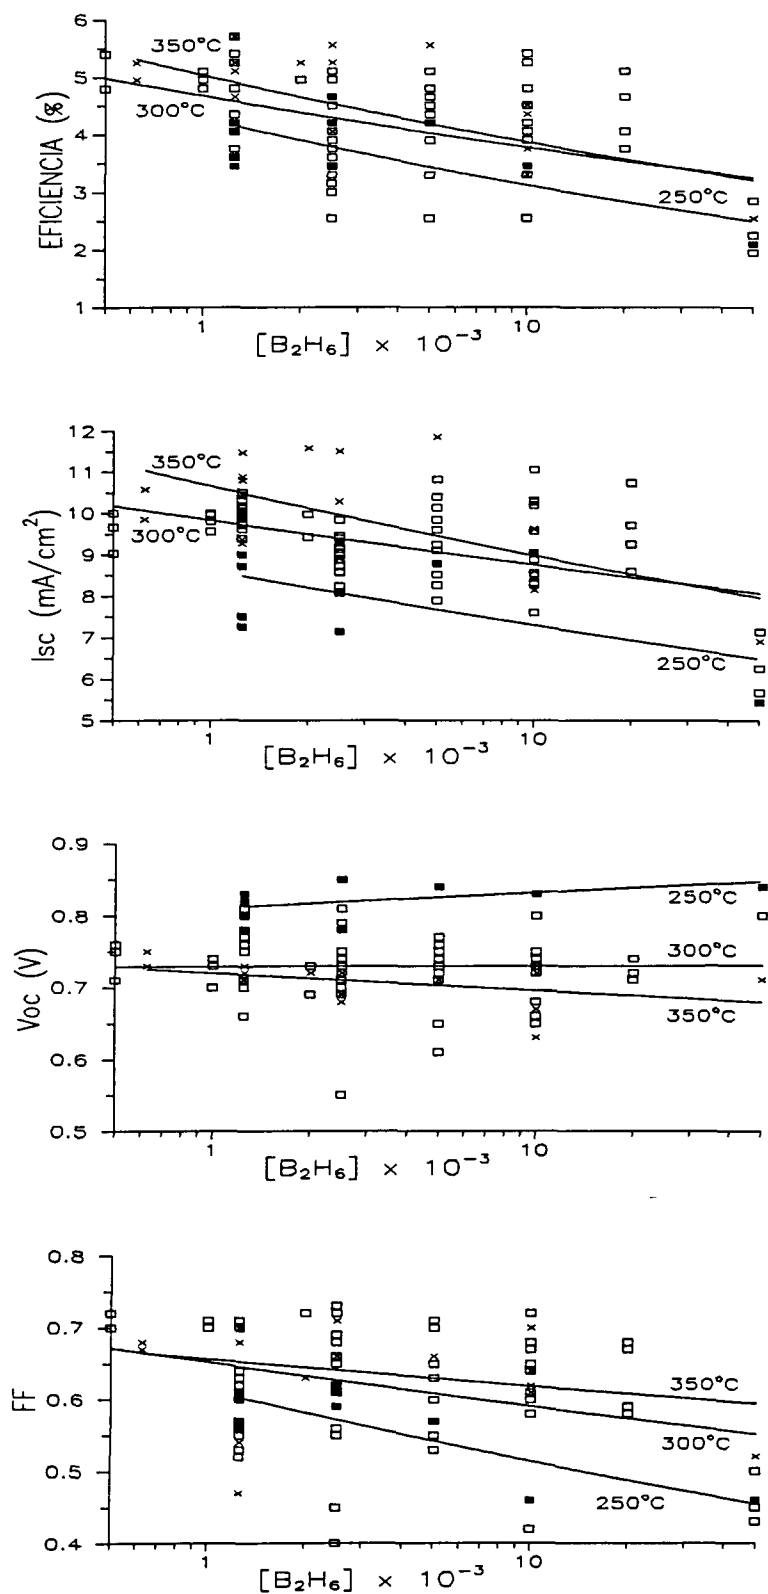 6
350°C
5
300°C
4
EFICIENCIA (%)
3
250°C
2
1
1 10
[B₂H₆] × 10⁻³
12
350°C
11
10
300°C
9
Isc (mA/cm²)
8
7
250°C
6
5
1 10
[B₂H₆] × 10⁻³
0.9
250°C
0.8
300°C
Voc (V)
0.7
350°C
0.6
0.5
1 10
[B₂H₆] × 10⁻³
0.8
0.7
350°C
FF
0.6
300°C
0.5
250°C
0.4
1 10
[B₂H₆] × 10⁻³